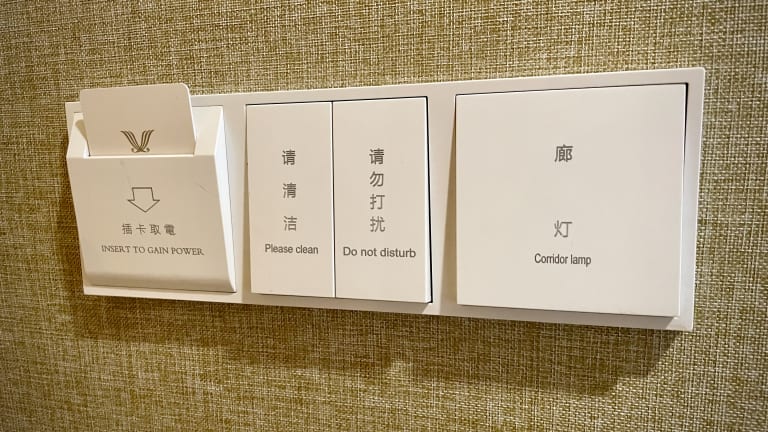 插卡取電
INSERT TO GAIN POWER
请清洁
Please clean
请勿打扰
Do not disturb
廊灯
Corridor lamp